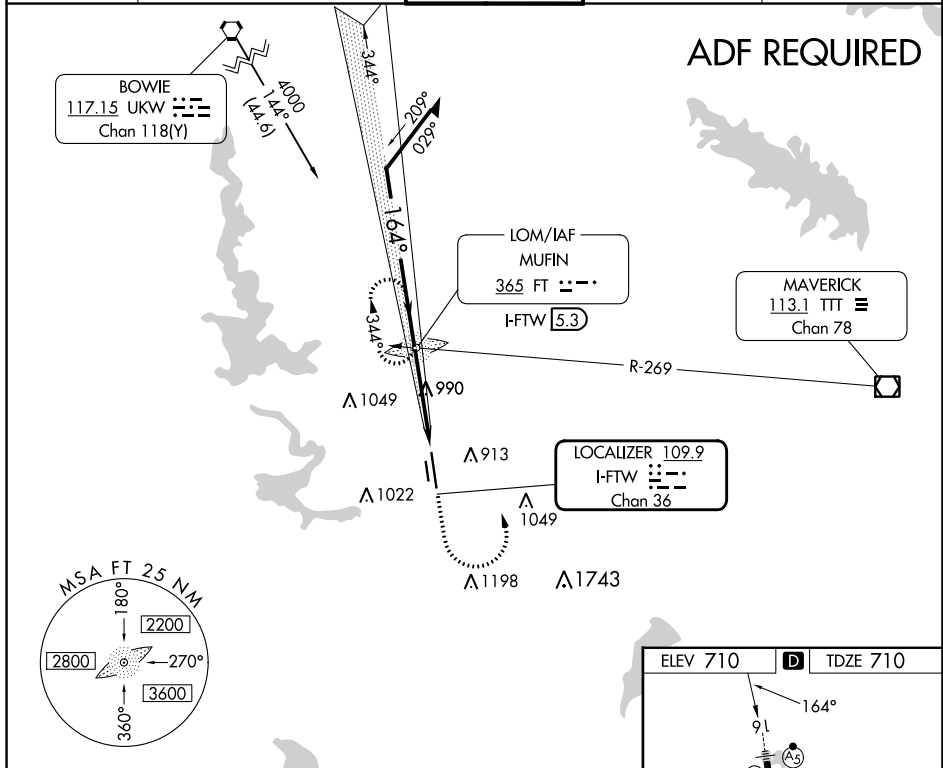 ADF REQUIRED
BOWIE
117.15 UKW
Chan 118(Y)
4000
144°
(44.6)
344°
209°
029°
164°
LOM/IAF
MUFIN
365 FT
I-FTW 5.3
MAVERICK
113.1 TTT
Chan 78
344°
R-269
1049
990
913
1022
LOCALIZER 109.9
I-FTW
Chan 36
1049
1198
1743
MSA FT 25 NM
180°
2200
2800
270°
3600
360°
ELEV 710 D TDZE 710
164°
16
A5